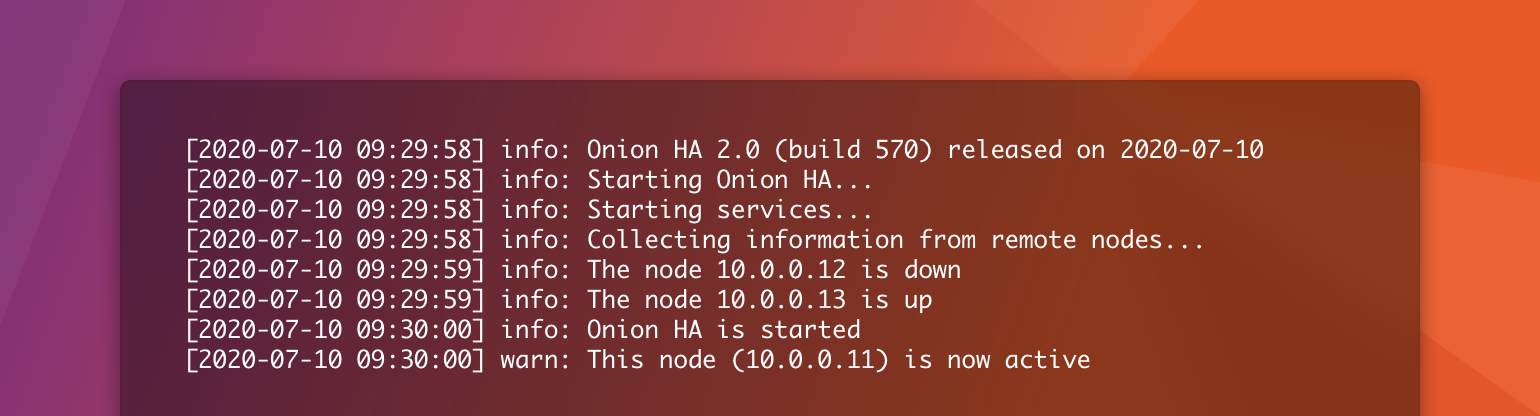 [2020-07-10 09:29:58] info: Onion HA 2.0 (build 570) released on 2020-07-10
[2020-07-10 09:29:58] info: Starting Onion HA...
[2020-07-10 09:29:58] info: Starting services...
[2020-07-10 09:29:58] info: Collecting information from remote nodes...
[2020-07-10 09:29:59] info: The node 10.0.0.12 is down
[2020-07-10 09:29:59] info: The node 10.0.0.13 is up
[2020-07-10 09:30:00] info: Onion HA is started
[2020-07-10 09:30:00] warn: This node (10.0.0.11) is now active